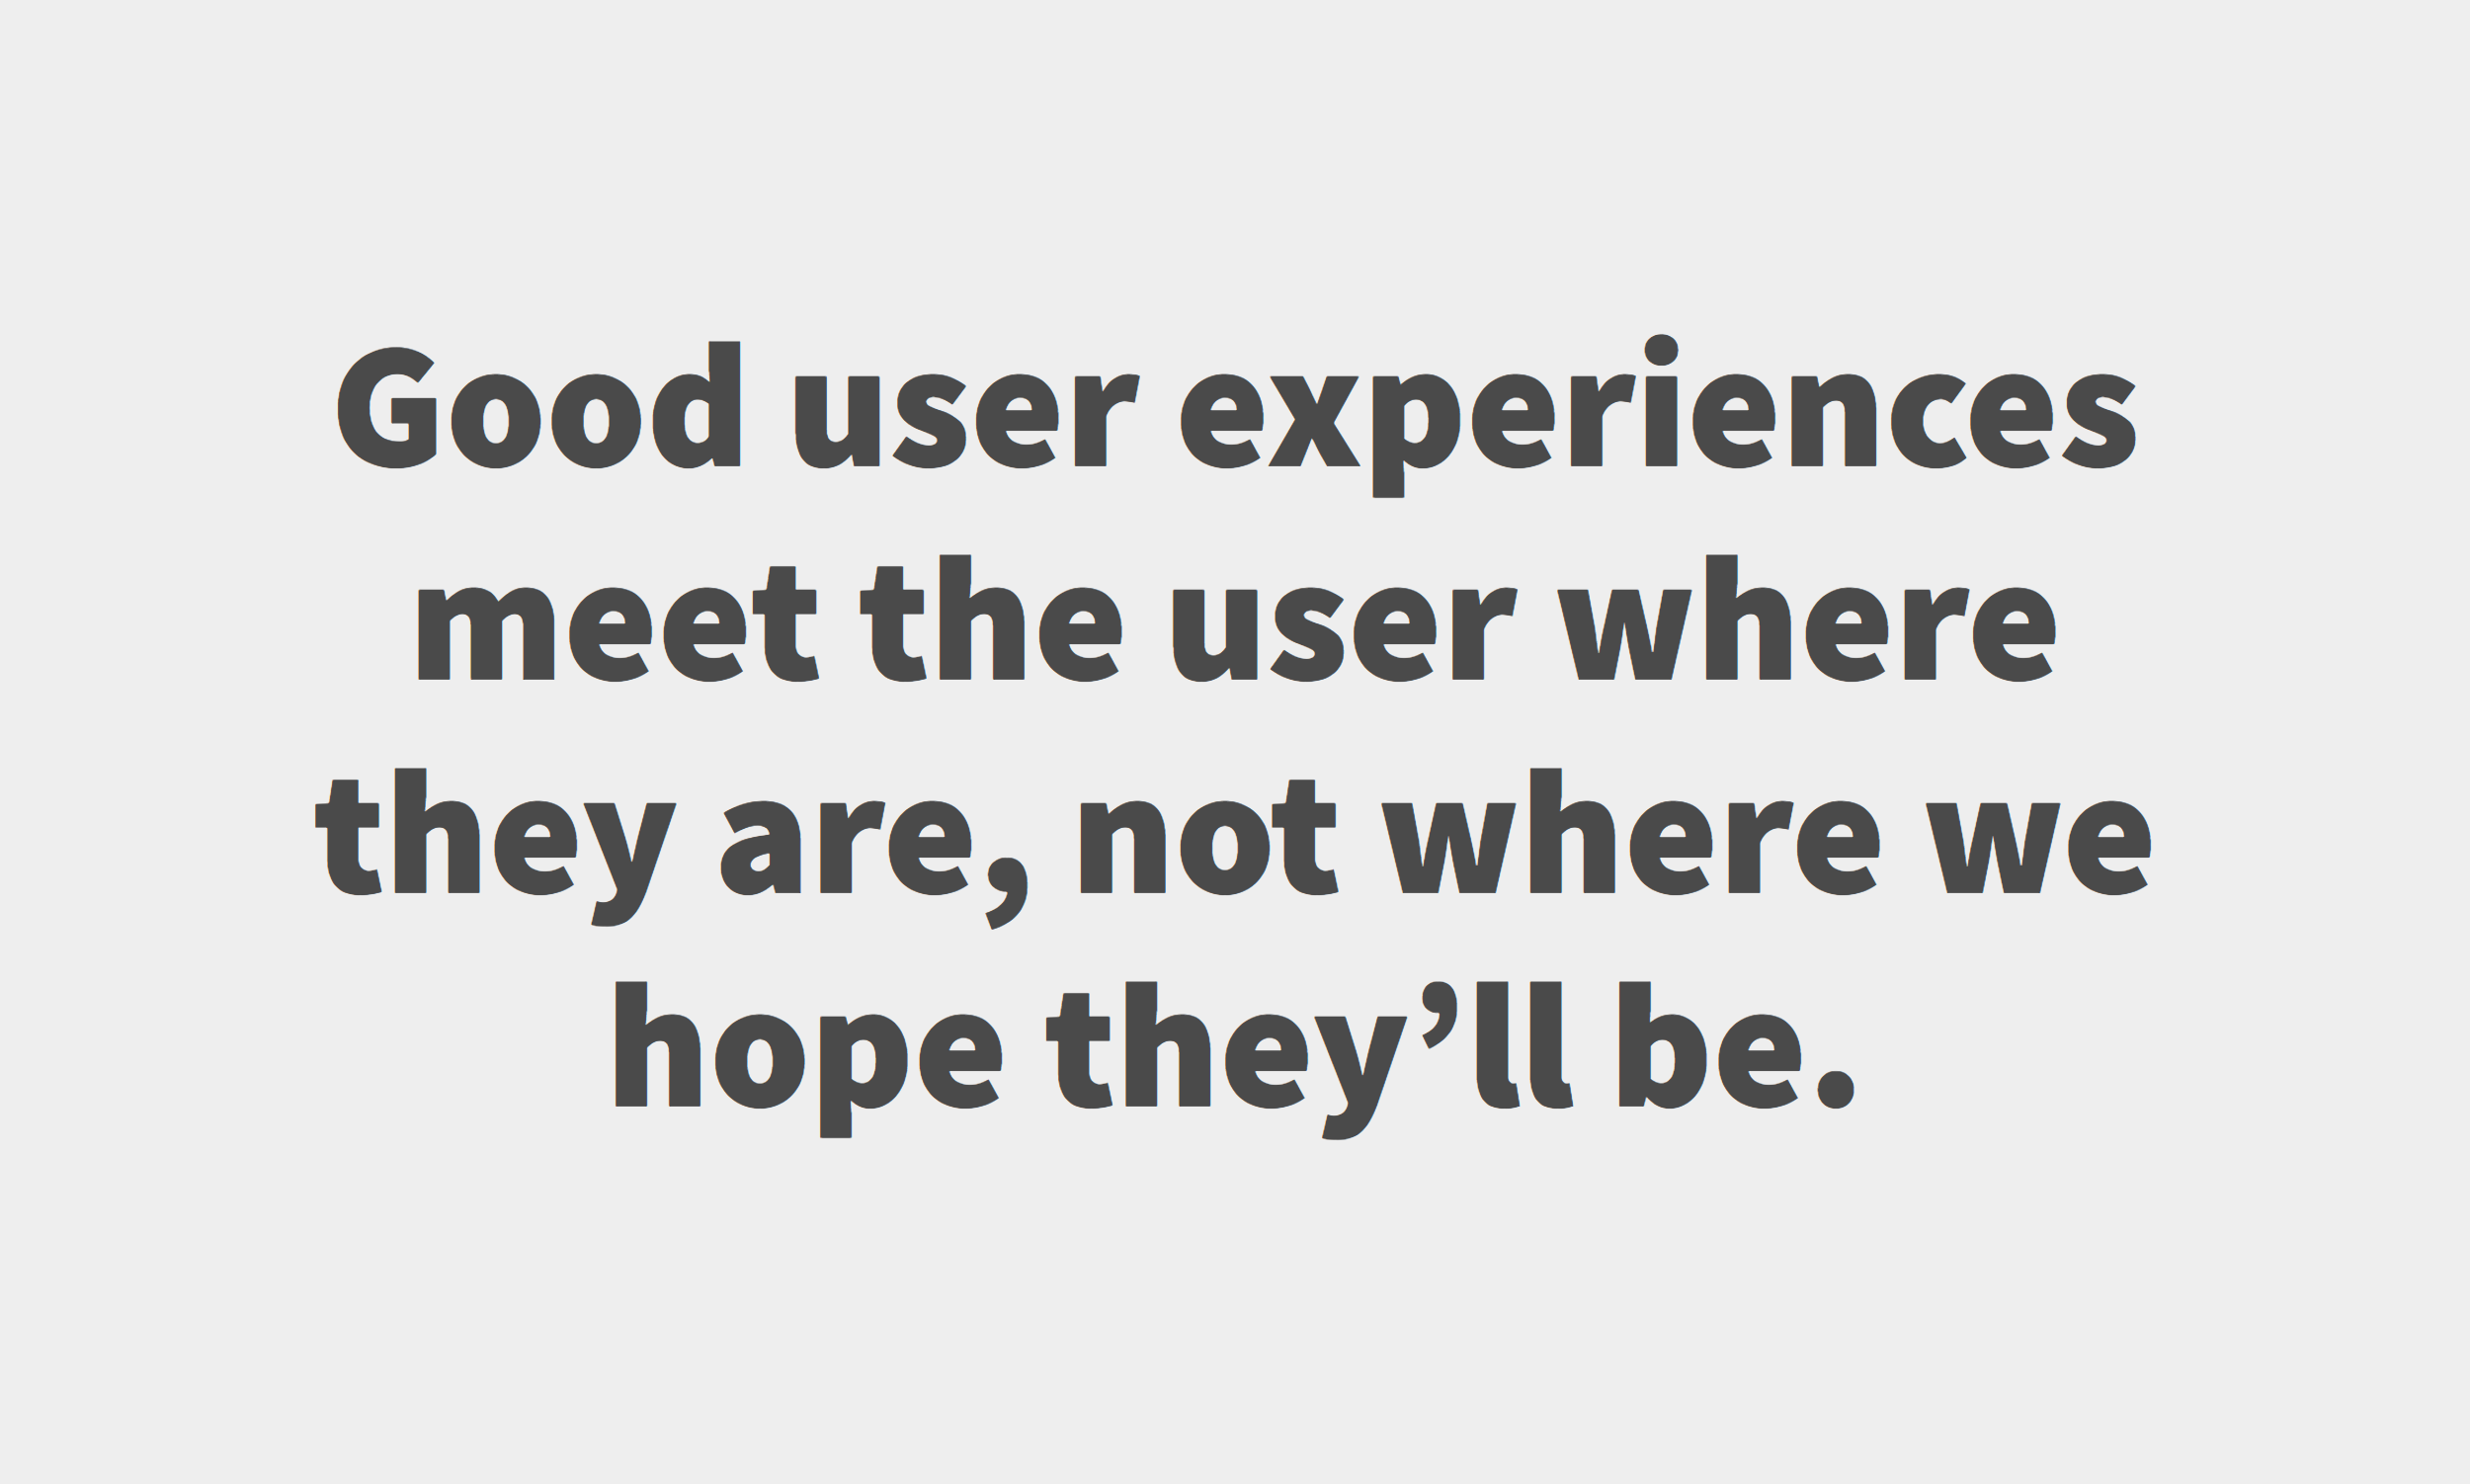 Good user experiences
meet the user where
they are, not where we
hope they’ll be.